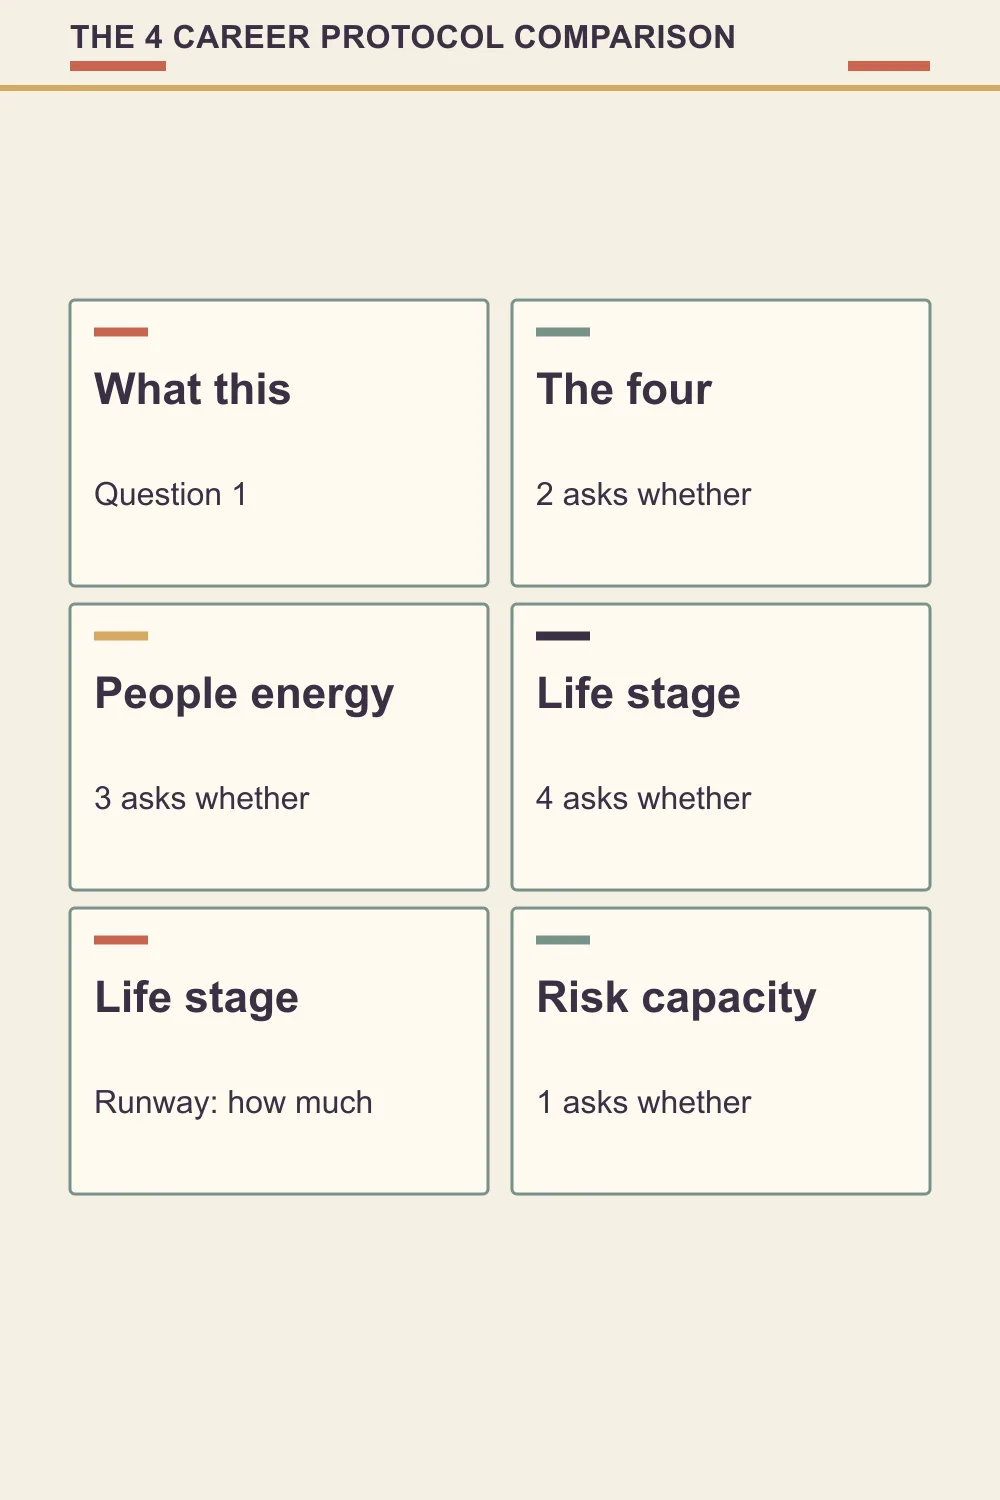 THE 4 CAREER PROTOCOL COMPARISON
What this
Question 1
The four
2 asks whether
People energy
3 asks whether
Life stage
4 asks whether
Life stage
Runway: how much
Risk capacity
1 asks whether